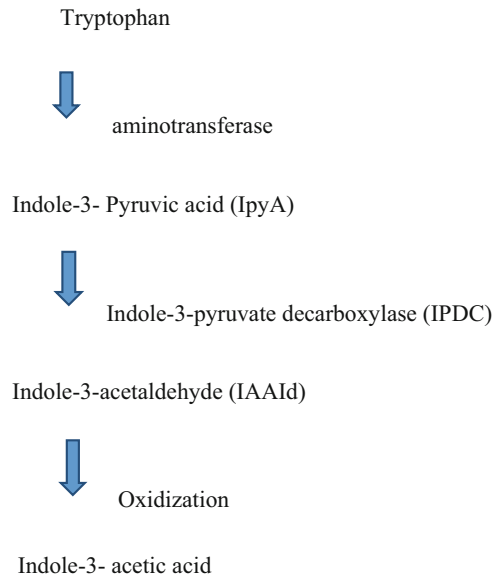 Tryptophan
aminotransferase
Indole-3- Pyruvic acid (IpyA)
Indole-3-pyruvate decarboxylase (IPDC)
Indole-3-acetaldehyde (IAAId)
Oxidization
Indole-3- acetic acid